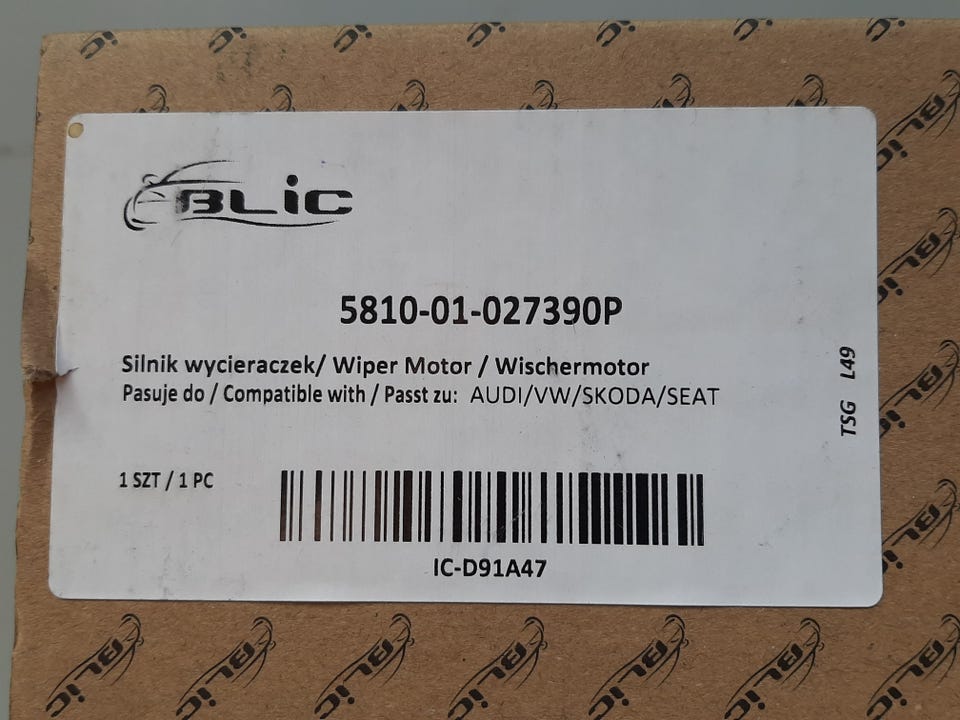 BLiC
5810-01-027390P
Silnik wycieraczek/ Wiper Motor / Wischermotor
Pasuje do / Compatible with / Passt zu: AUDI/VW/SKODA/SEAT
TSG L49
1 SZT / 1 PC
IC-D91A47